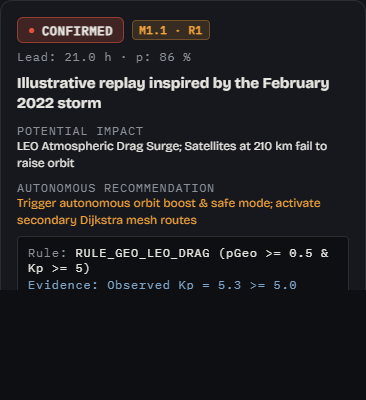 CONFIRMED M1.1 · R1
Lead: 21.0 h · p: 86 %
Illustrative replay inspired by the February
2022 storm
POTENTIAL IMPACT
LEO Atmospheric Drag Surge; Satellites at 210 km fail to
raise orbit
AUTONOMOUS RECOMMENDATION
Trigger autonomous orbit boost & safe mode; activate
secondary Dijkstra mesh routes
Rule: RULE_GEO_LEO_DRAG (pGeo >= 0.5 &
Kp >= 5)
Evidence: Observed Kp = 5.3 >= 5.0